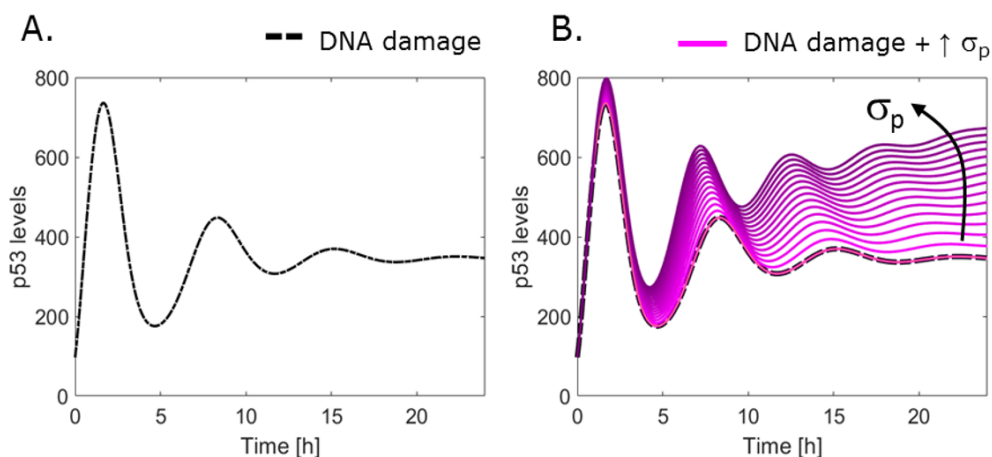 A.
DNA damage
p53 levels
800
600
400
200
0
0 5 10 15 20
Time [h]
B.
DNA damage + ↑ σp
σp
p53 levels
800
600
400
200
0
0 5 10 15 20
Time [h]